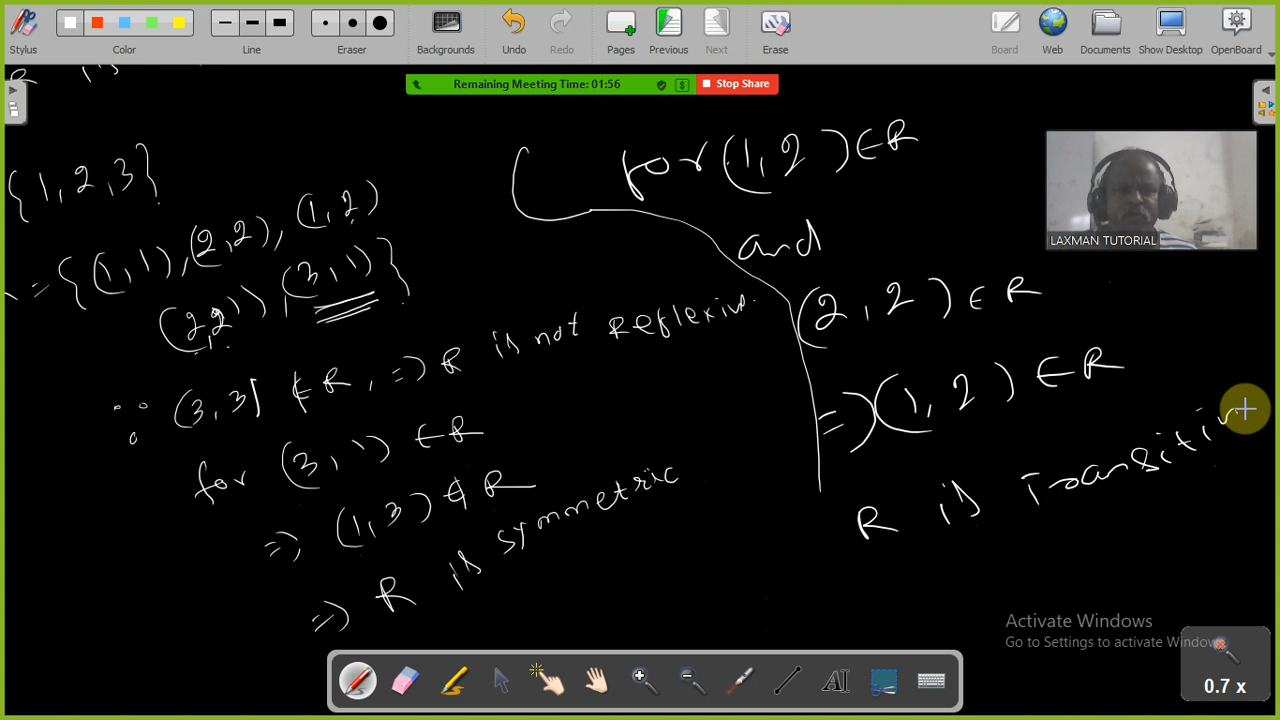 Stylus Color Line Eraser Backgrounds Undo Redo Pages Previous Next Erase Board Web Documents Show Desktop OpenBoard
Remaining Meeting Time: 01:56 $ Stop Share
R is
{1,2,3}
= {(1,1),(2,2),(1,2)
(2,2), (3,1)}
∵ (3,3) ∉ R, => R is not Reflexive
for (3,1) ∈ R
=> (1,3) ∉ R
=> R is symmetric
for (1,2) ∈ R
and
(2,2) ∈ R
=> (1,2) ∈ R
R is Transitiv
LAXMAN TUTORIAL
Activate Windows
Go to Settings to activate Windows.
0.7 x